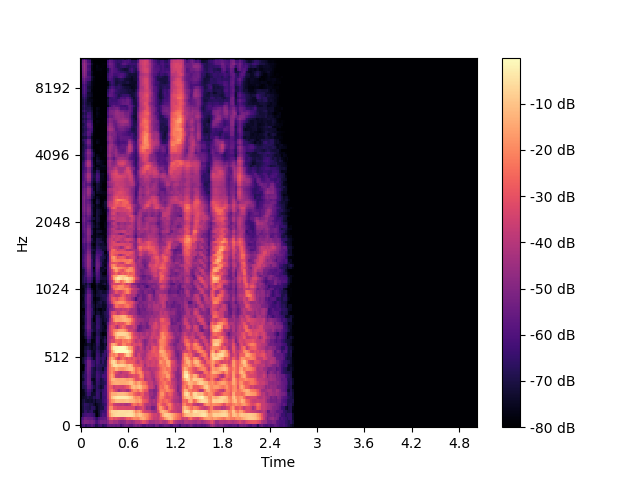 8192
4096
2048
1024
512
0
Hz
0 0.6 1.2 1.8 2.4 3 3.6 4.2 4.8
Time
-10 dB
-20 dB
-30 dB
-40 dB
-50 dB
-60 dB
-70 dB
-80 dB